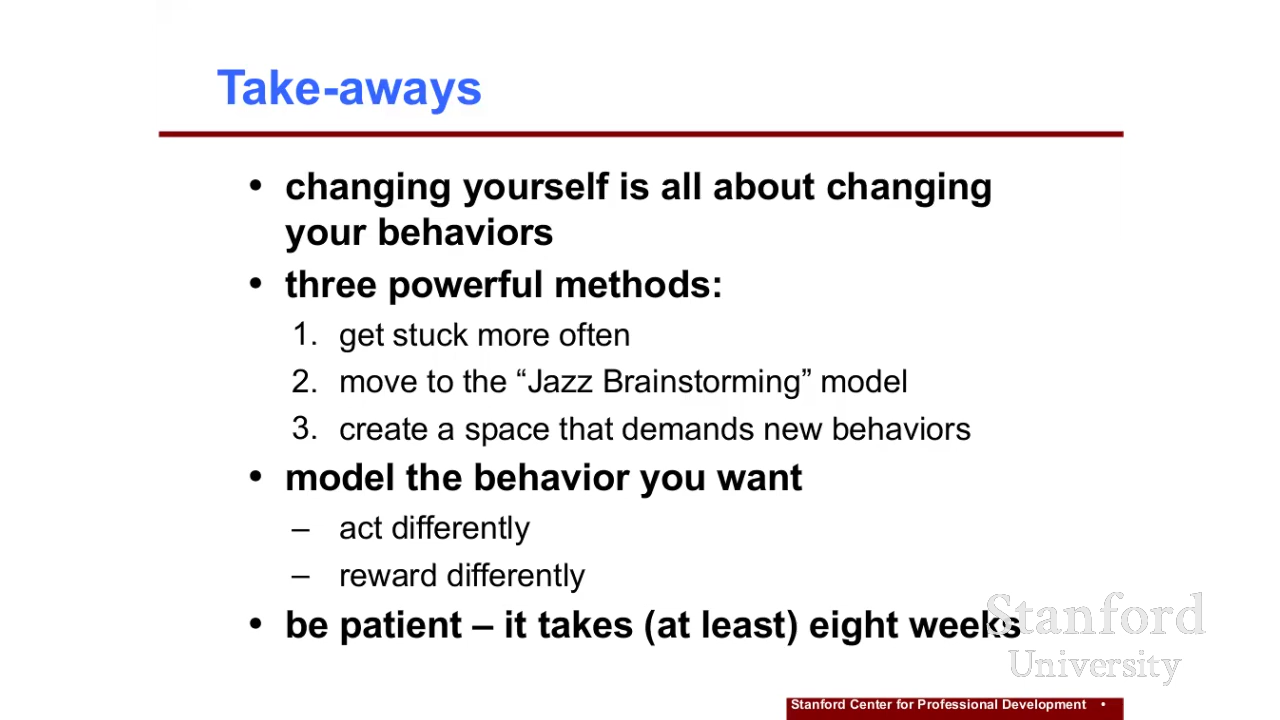 Take-aways
• changing yourself is all about changing
your behaviors
• three powerful methods:
1. get stuck more often
2. move to the “Jazz Brainstorming” model
3. create a space that demands new behaviors
• model the behavior you want
– act differently
– reward differently
• be patient – it takes (at least) eight weeks
Stanford
University
Stanford Center for Professional Development •